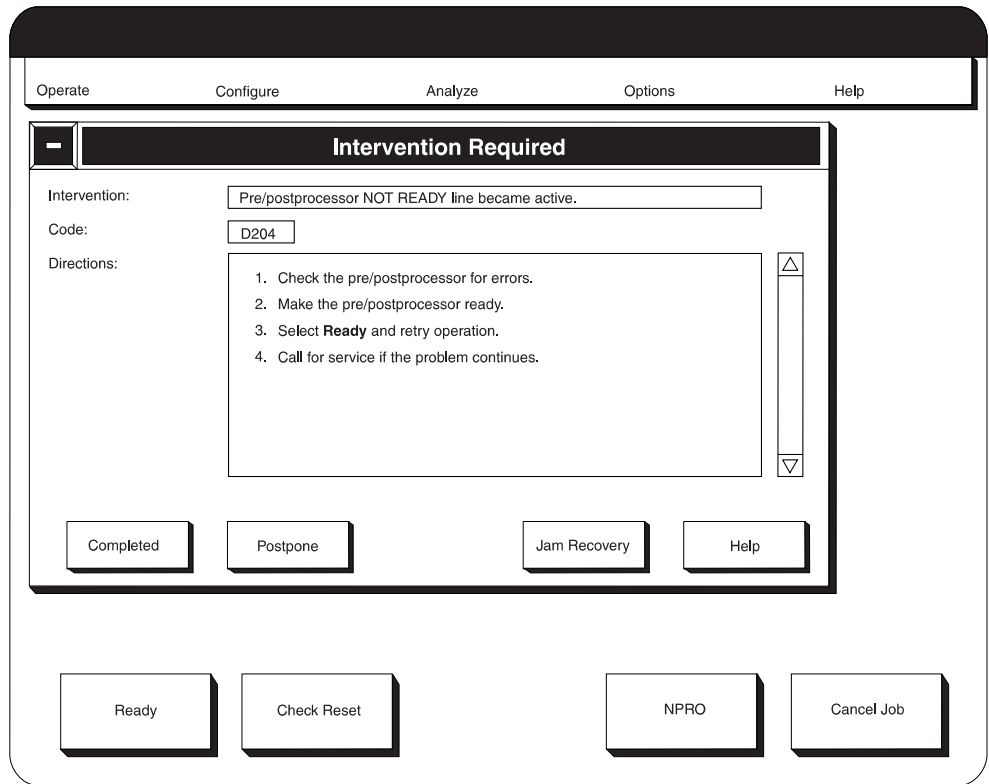 Operate Configure Analyze Options Help
Intervention Required
Intervention: Pre/postprocessor NOT READY line became active.
Code: D204
Directions:
1. Check the pre/postprocessor for errors.
2. Make the pre/postprocessor ready.
3. Select Ready and retry operation.
4. Call for service if the problem continues.
Completed Postpone Jam Recovery Help
Ready Check Reset NPRO Cancel Job